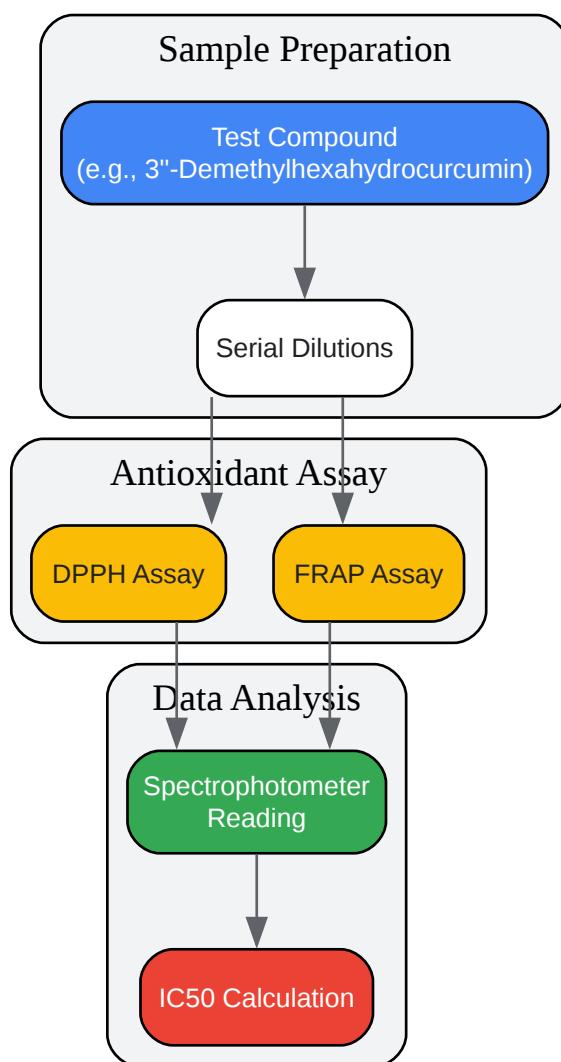 Sample Preparation
Test Compound
(e.g., 3"-Demethylhexahydrocurcumin)
Serial Dilutions
Antioxidant Assay
DPPH Assay
FRAP Assay
Data Analysis
Spectrophotometer
Reading
IC50 Calculation